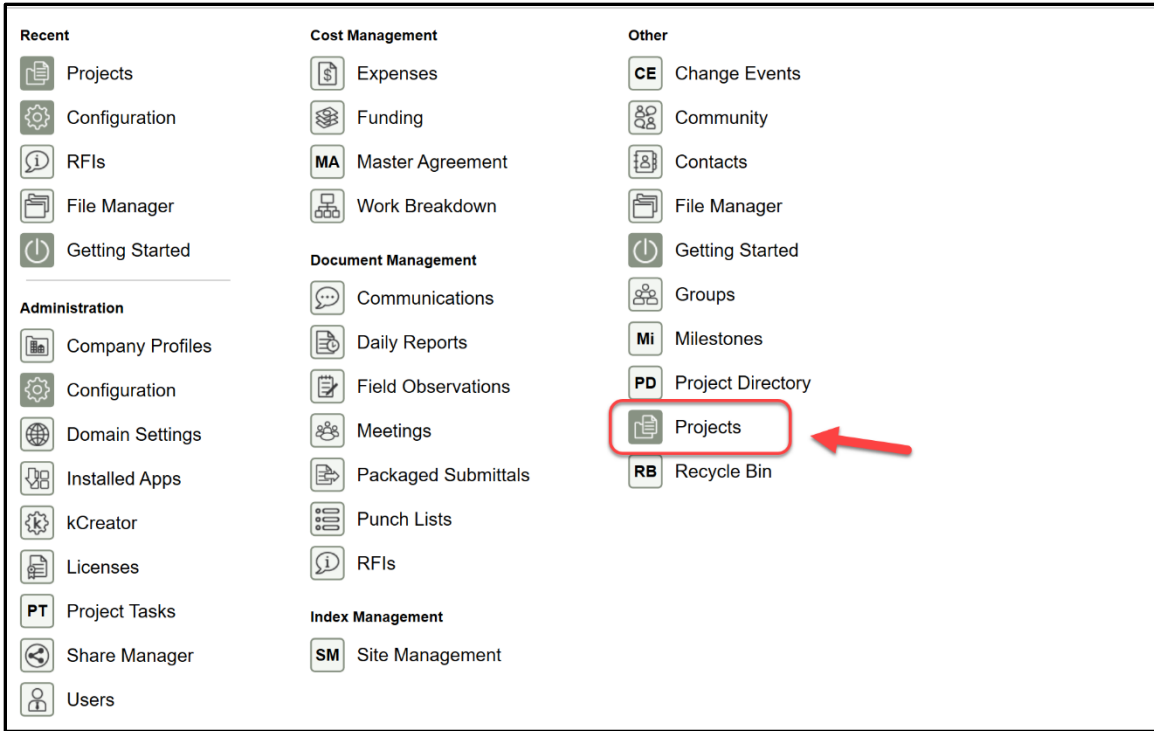 Recent
Projects
Configuration
RFIs
File Manager
Getting Started
Administration
Company Profiles
Configuration
Domain Settings
Installed Apps
k kCreator
Licenses
PT Project Tasks
Share Manager
Users
Cost Management
$ Expenses
Funding
MA Master Agreement
Work Breakdown
Document Management
Communications
Daily Reports
Field Observations
Meetings
Packaged Submittals
Punch Lists
i RFIs
Index Management
SM Site Management
Other
CE Change Events
Community
Contacts
File Manager
Getting Started
Groups
Mi Milestones
PD Project Directory
Projects
RB Recycle Bin